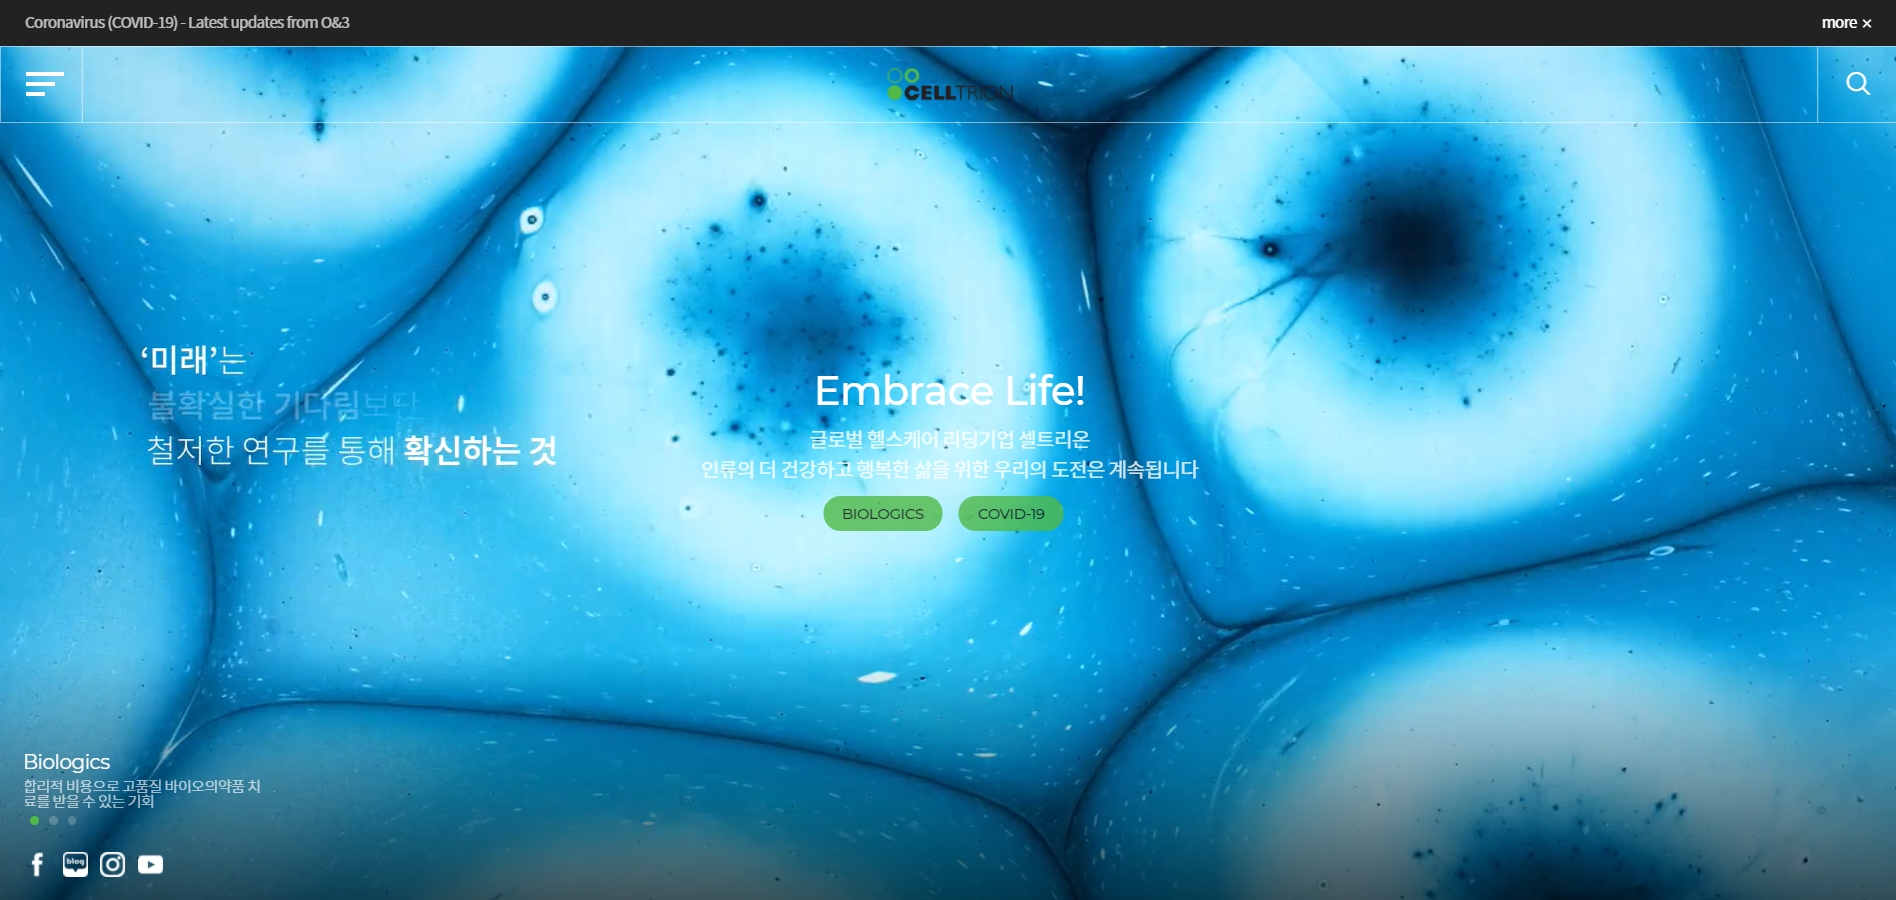 Coronavirus (COVID-19) - Latest updates from O&3
more ×
CELLTRION
‘미래’는
불확실한 기다림보다
철저한 연구를 통해 확신하는 것
Embrace Life!
글로벌 헬스케어 리딩기업 셀트리온
인류의 더 건강하고 행복한 삶을 위한 우리의 도전은 계속됩니다
BIOLOGICS
COVID-19
Biologics
합리적 비용으로 고품질 바이오의약품 치
료를 받을 수 있는 기회
blog